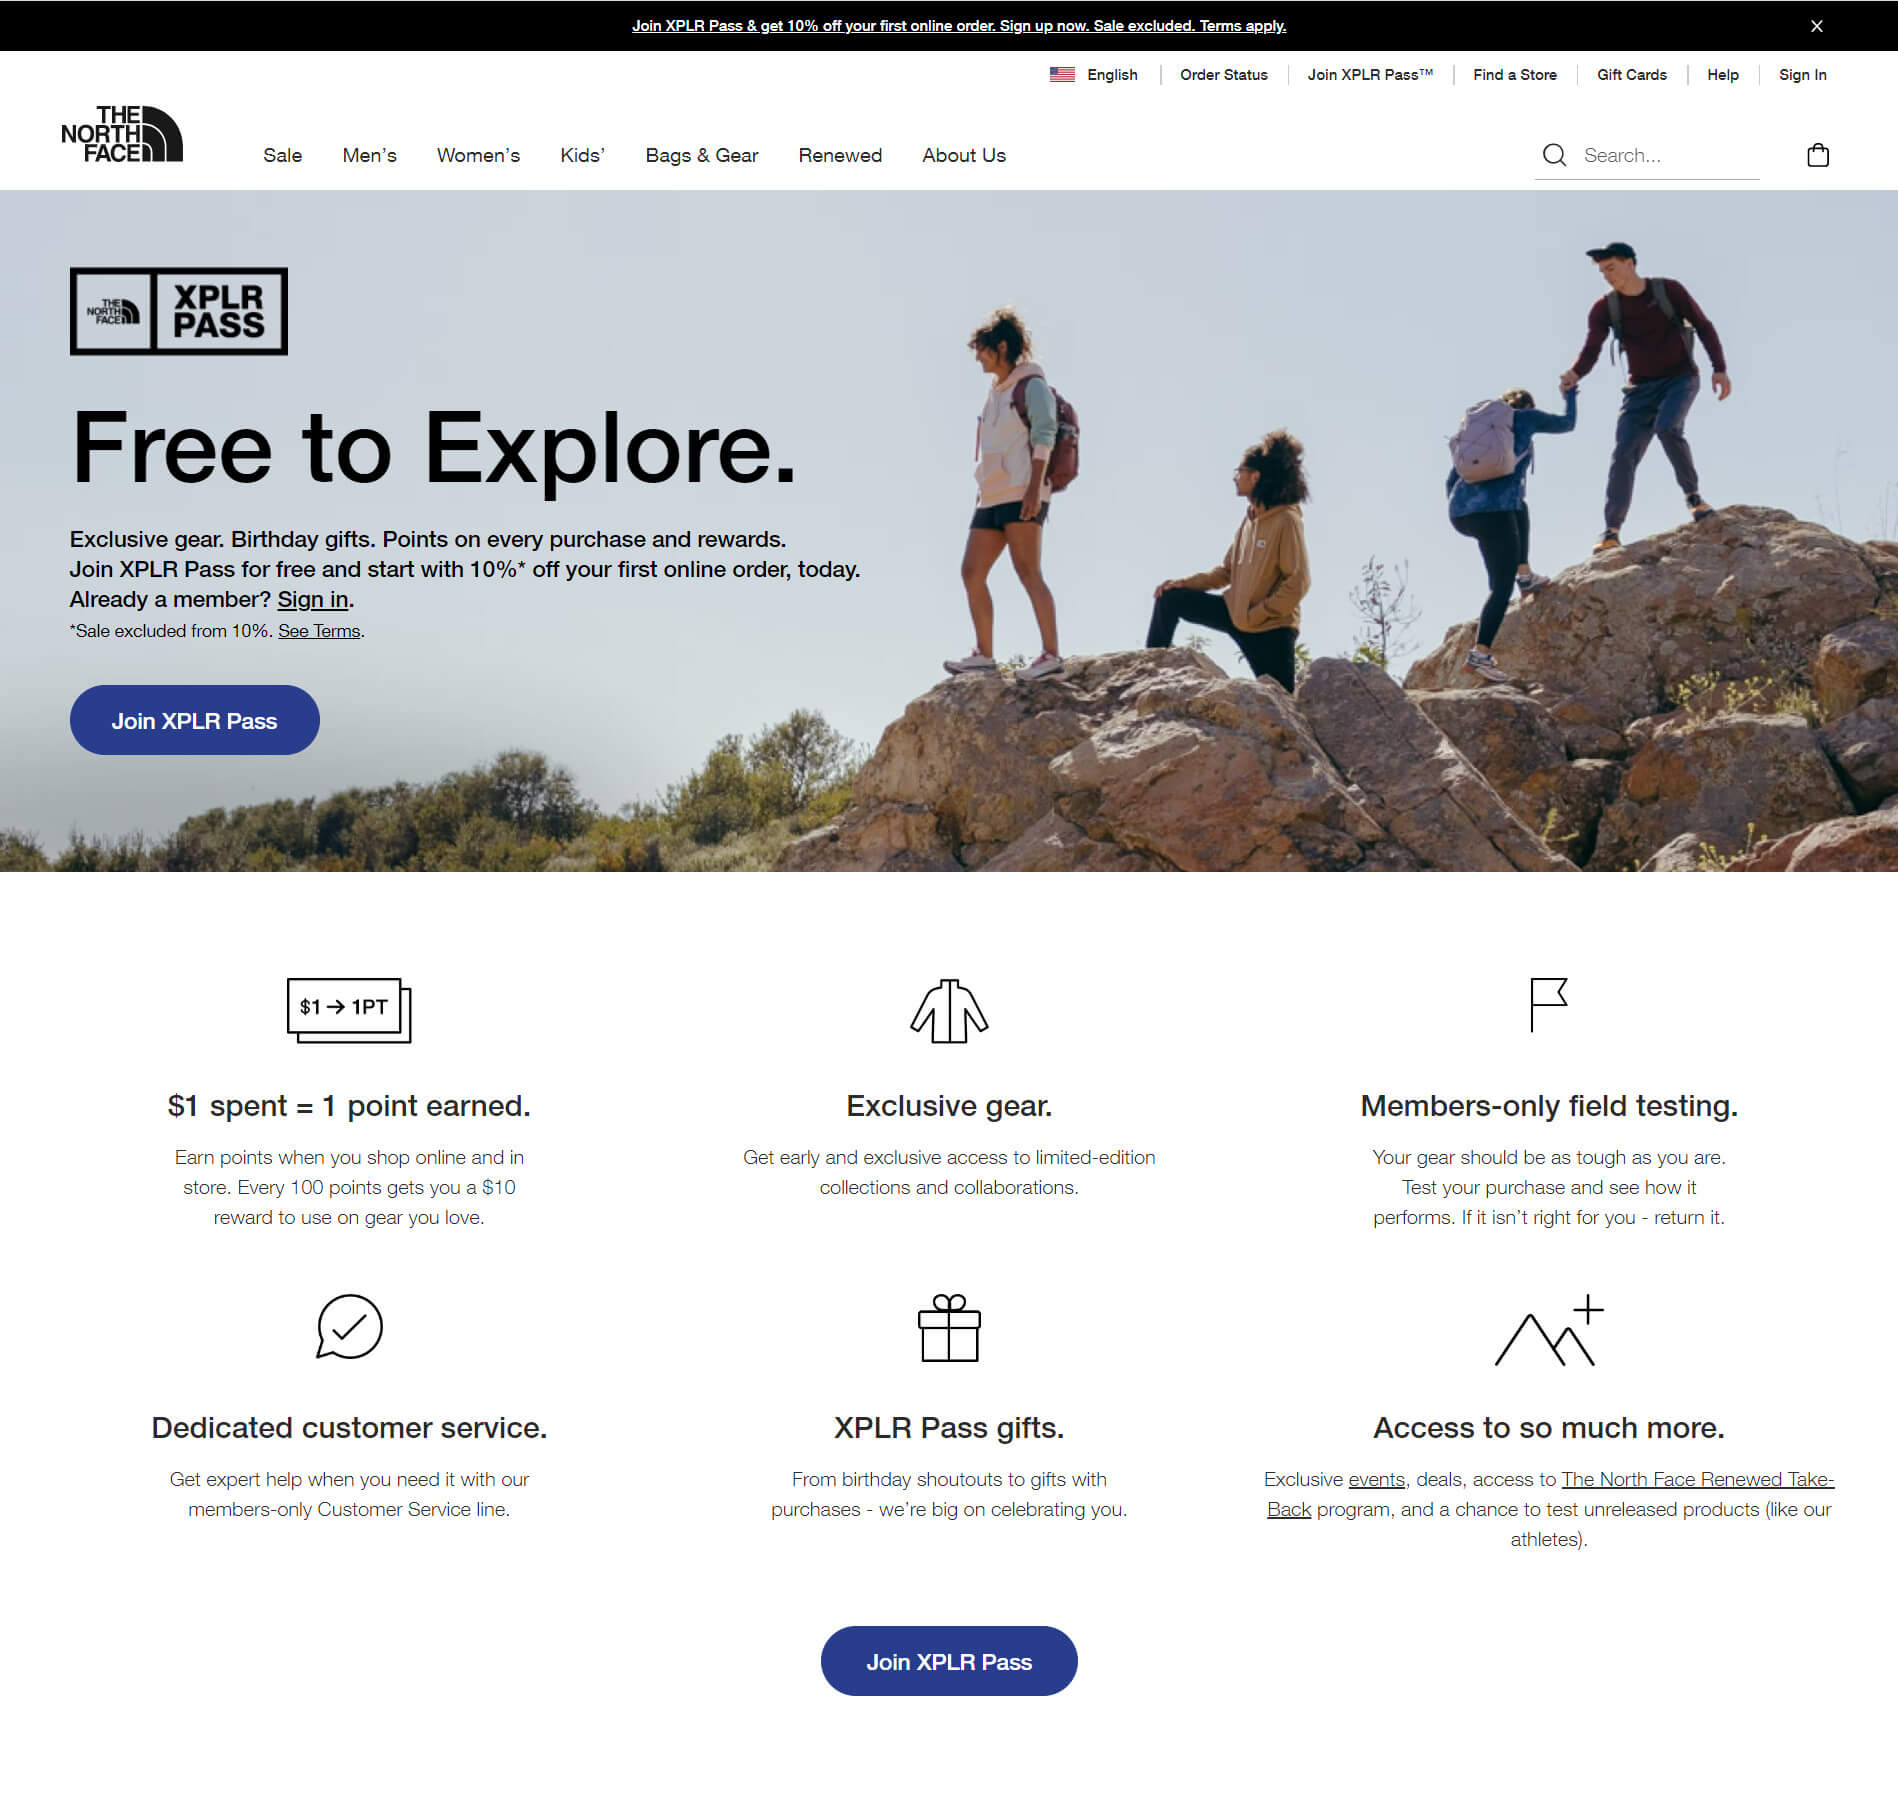 Join XPLR Pass & get 10% off your first online order. Sign up now. Sale excluded. Terms apply.
English
Order Status
Join XPLR Pass™
Find a Store
Gift Cards
Help
Sign In
THE
NORTH
FACE
Sale
Men’s
Women’s
Kids’
Bags & Gear
Renewed
About Us
Search...
THE
NORTH
FACE
XPLR
PASS
Free to Explore.
Exclusive gear. Birthday gifts. Points on every purchase and rewards.
Join XPLR Pass for free and start with 10%* off your first online order, today.
Already a member? Sign in.
*Sale excluded from 10%. See Terms.
Join XPLR Pass
$1 → 1PT
$1 spent = 1 point earned.
Earn points when you shop online and in
store. Every 100 points gets you a $10
reward to use on gear you love.
Exclusive gear.
Get early and exclusive access to limited-edition
collections and collaborations.
Members-only field testing.
Your gear should be as tough as you are.
Test your purchase and see how it
performs. If it isn’t right for you - return it.
Dedicated customer service.
Get expert help when you need it with our
members-only Customer Service line.
XPLR Pass gifts.
From birthday shoutouts to gifts with
purchases - we’re big on celebrating you.
Access to so much more.
Exclusive events, deals, access to The North Face Renewed Take-
Back program, and a chance to test unreleased products (like our
athletes).
Join XPLR Pass